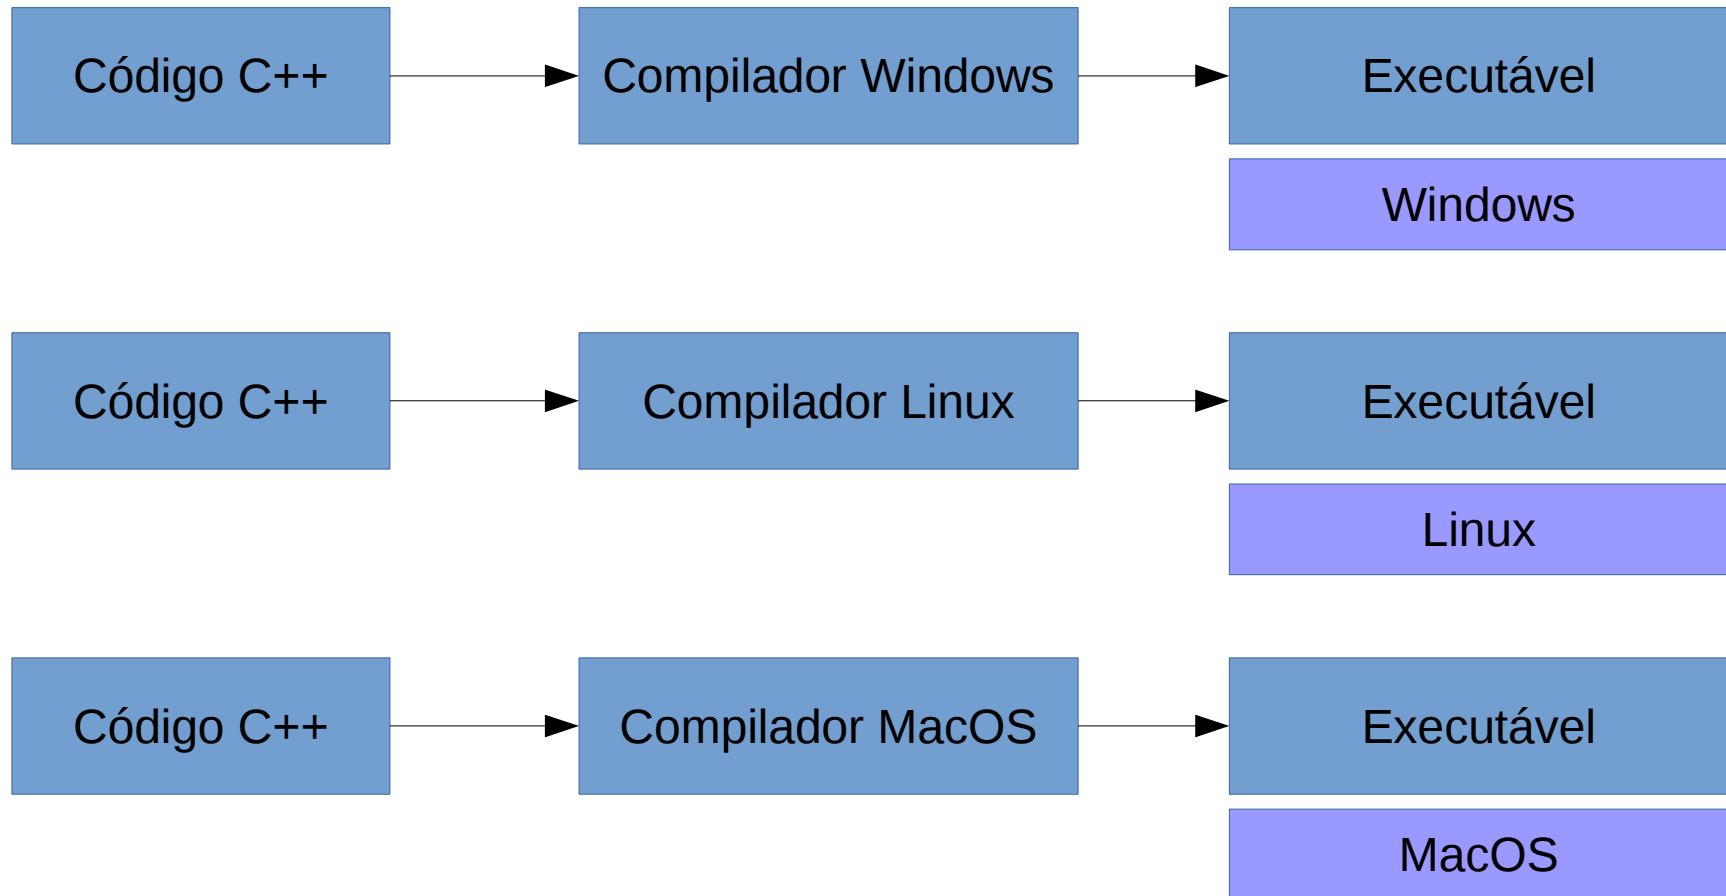 Código C++
Compilador Windows
Executável
Windows
Código C++
Compilador Linux
Executável
Linux
Código C++
Compilador MacOS
Executável
MacOS